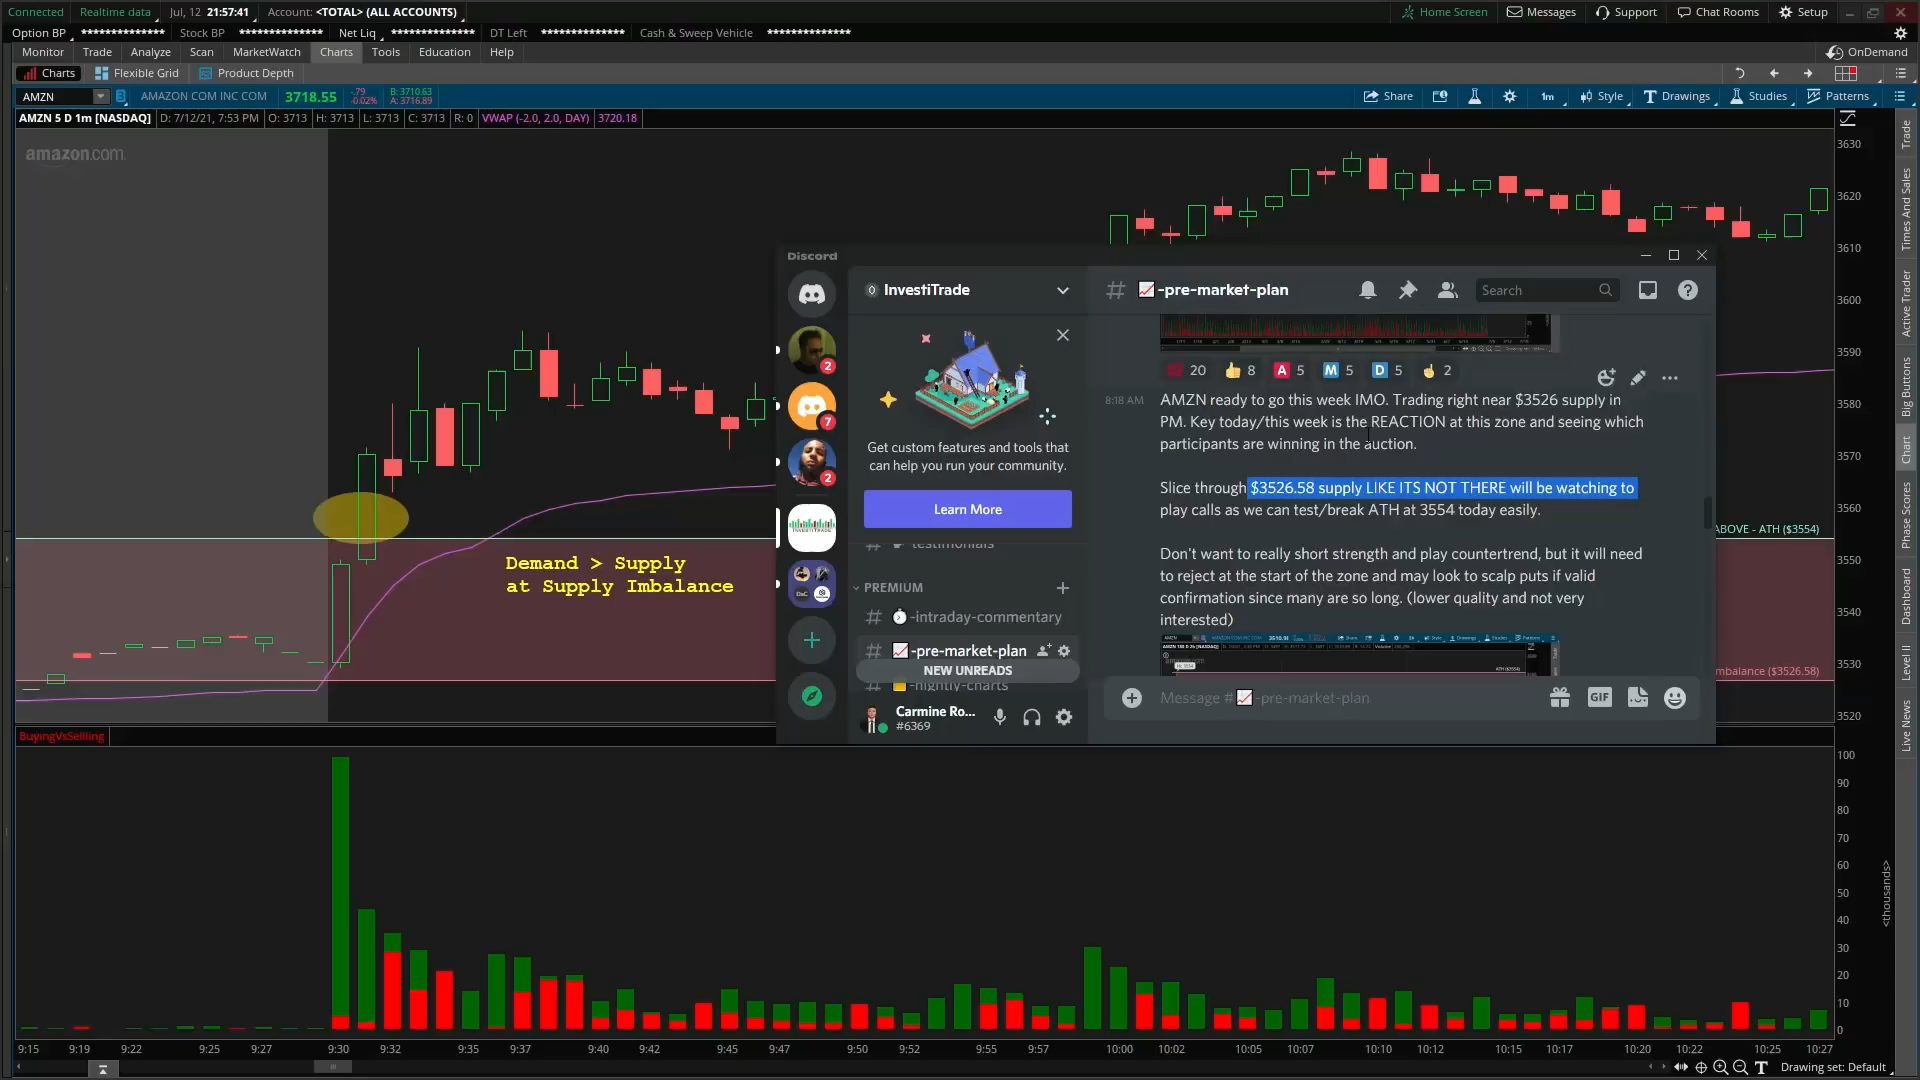 Connected Realtime data Jul, 12 21:57:41 Account: <TOTAL> (ALL ACCOUNTS) Home Screen Messages Support Chat Rooms Setup
Option BP ************** Stock BP ************** Net Liq ************** DT Left ************** Cash & Sweep Vehicle **************
Monitor Trade Analyze Scan MarketWatch Charts Tools Education Help OnDemand
Charts Flexible Grid Product Depth
AMZN 3 AMAZON COM INC COM 3718.55 -.79 -0.02% B: 3710.63 A: 3716.89 Share 1m Style Drawings Studies Patterns
AMZN 5 D 1m [NASDAQ] D: 7/12/21, 7:53 PM O: 3713 H: 3713 L: 3713 C: 3713 R: 0 VWAP (-2.0, 2.0, DAY) 3720.18
amazon.com
3630
3620
3610
3600
3590
3580
3570
3560
3550
3540
3530
3520
ABOVE - ATH ($3554)
mbalance ($3526.58)
Demand > Supply
at Supply Imbalance
Discord
InvestiTrade
Get custom features and tools that
can help you run your community.
Learn More
testimonials
PREMIUM
-intraday-commentary
-pre-market-plan
NEW UNREADS
-nightly-charts
Carmine Ro...
#6369
2
7
2
# -pre-market-plan Search
20 8 A 5 M 5 D 5 2
8:18 AM AMZN ready to go this week IMO. Trading right near $3526 supply in
PM. Key today/this week is the REACTION at this zone and seeing which
participants are winning in the auction.
Slice through $3526.58 supply LIKE ITS NOT THERE will be watching to
play calls as we can test/break ATH at 3554 today easily.
Don't want to really short strength and play countertrend, but it will need
to reject at the start of the zone and may look to scalp puts if valid
confirmation since many are so long. (lower quality and not very
interested)
Message # -pre-market-plan GIF
BuyingVsSellling
100
90
80
70
60
50
40
30
20
10
0
<thousands>
9:15 9:19 9:22 9:25 9:27 9:30 9:32 9:35 9:37 9:40 9:42 9:45 9:47 9:50 9:52 9:55 9:57 10:00 10:02 10:05 10:07 10:10 10:12 10:15 10:17 10:20 10:22 10:25 10:27
Drawing set: Default
Trade
Times And Sales
Active Trader
Big Buttons
Chart
Phase Scores
Dashboard
Level II
Live News